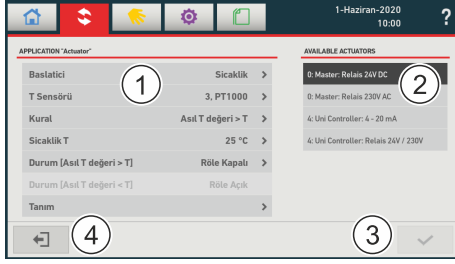 1-Haziran-2020
10:00
?
APPLICATION "Actuator"
AVAILABLE ACTUATORS
Baslatici Sicaklik >
T Sensörü 3, PT1000 >
Kural Asıl T değeri > T >
Sicaklik T 25 °C >
Durum [Asıl T değeri > T] Röle Kapalı >
Durum [Asıl T değeri < T] Röle Açık
Tanım >
0: Master: Relais 24V DC
0: Master: Relais 230V AC
4: Uni Controller: 4 - 20 mA
4: Uni Controller: Relais 24V / 230V
1
2
3
4